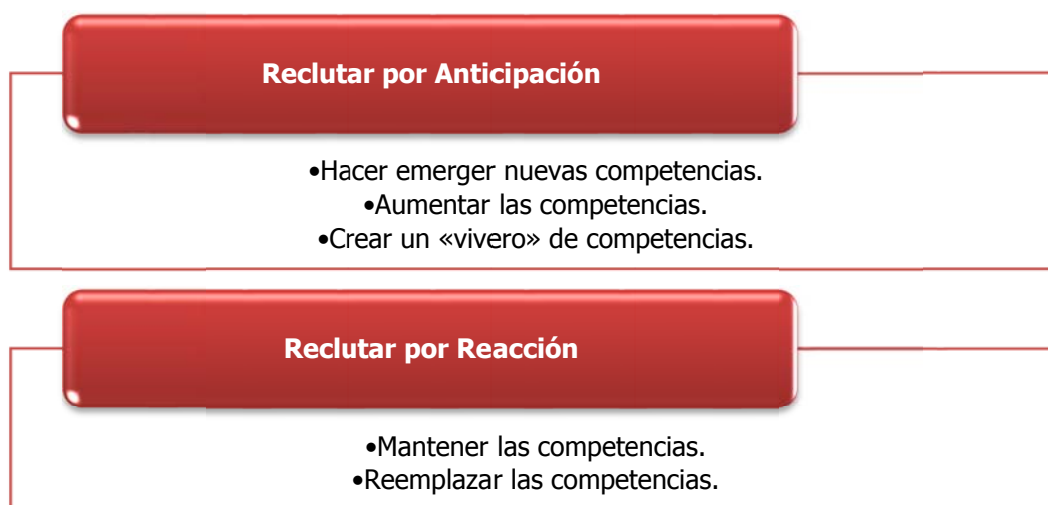 Reclutar por Anticipación
•Hacer emerger nuevas competencias.
•Aumentar las competencias.
•Crear un «vivero» de competencias.
Reclutar por Reacción
•Mantener las competencias.
•Reemplazar las competencias.